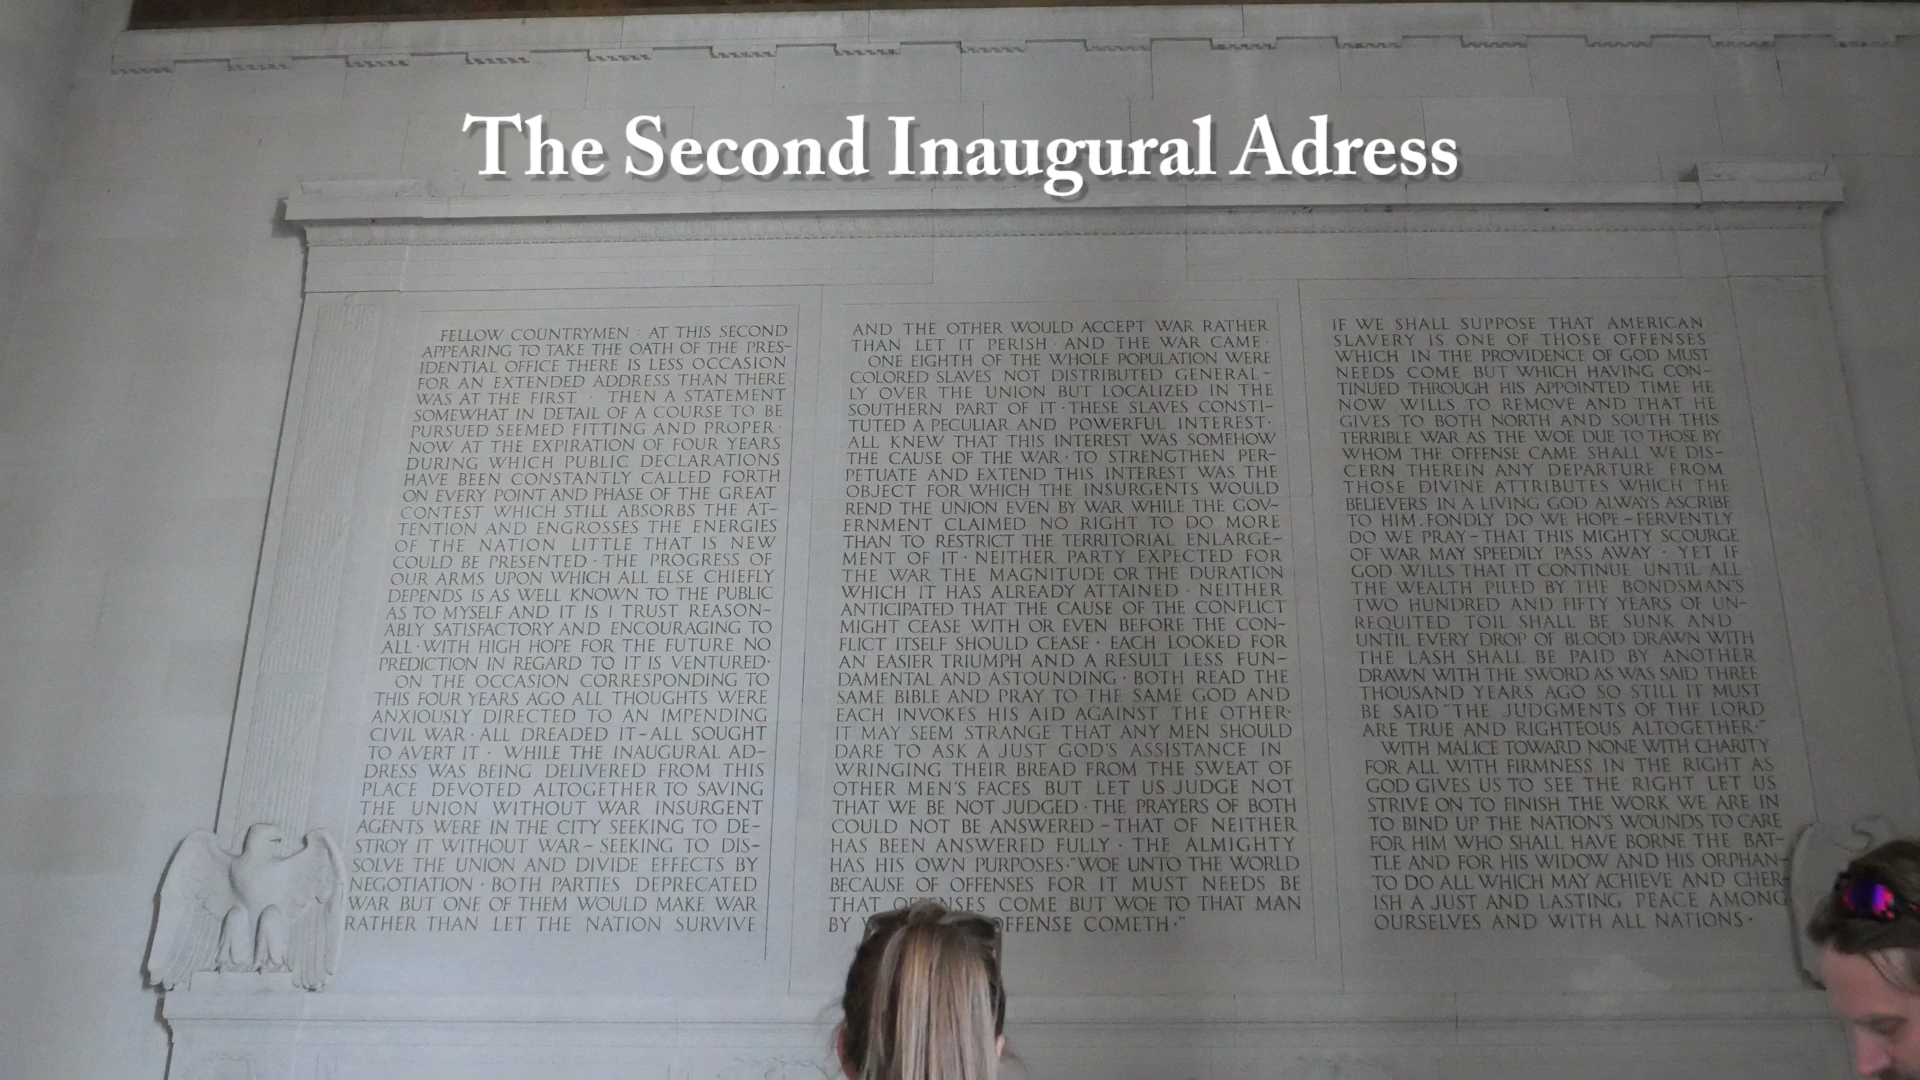 The Second Inaugural Adress
FELLOW COUNTRYMEN : AT THIS SECOND
APPEARING TO TAKE THE OATH OF THE PRES-
IDENTIAL OFFICE THERE IS LESS OCCASION
FOR AN EXTENDED ADDRESS THAN THERE
WAS AT THE FIRST · THEN A STATEMENT
SOMEWHAT IN DETAIL OF A COURSE TO BE
PURSUED SEEMED FITTING AND PROPER·
NOW AT THE EXPIRATION OF FOUR YEARS
DURING WHICH PUBLIC DECLARATIONS
HAVE BEEN CONSTANTLY CALLED FORTH
ON EVERY POINT AND PHASE OF THE GREAT
CONTEST WHICH STILL ABSORBS THE AT-
TENTION AND ENGROSSES THE ENERGIES
OF THE NATION LITTLE THAT IS NEW
COULD BE PRESENTED · THE PROGRESS OF
OUR ARMS UPON WHICH ALL ELSE CHIEFLY
DEPENDS IS AS WELL KNOWN TO THE PUBLIC
AS TO MYSELF AND IT IS I TRUST REASON-
ABLY SATISFACTORY AND ENCOURAGING TO
ALL · WITH HIGH HOPE FOR THE FUTURE NO
PREDICTION IN REGARD TO IT IS VENTURED·
ON THE OCCASION CORRESPONDING TO
THIS FOUR YEARS AGO ALL THOUGHTS WERE
ANXIOUSLY DIRECTED TO AN IMPENDING
CIVIL WAR · ALL DREADED IT - ALL SOUGHT
TO AVERT IT · WHILE THE INAUGURAL AD-
DRESS WAS BEING DELIVERED FROM THIS
PLACE DEVOTED ALTOGETHER TO SAVING
THE UNION WITHOUT WAR INSURGENT
AGENTS WERE IN THE CITY SEEKING TO DE-
STROY IT WITHOUT WAR - SEEKING TO DIS-
SOLVE THE UNION AND DIVIDE EFFECTS BY
NEGOTIATION · BOTH PARTIES DEPRECATED
WAR BUT ONE OF THEM WOULD MAKE WAR
RATHER THAN LET THE NATION SURVIVE
AND THE OTHER WOULD ACCEPT WAR RATHER
THAN LET IT PERISH · AND THE WAR CAME ·
ONE EIGHTH OF THE WHOLE POPULATION WERE
COLORED SLAVES NOT DISTRIBUTED GENERAL-
LY OVER THE UNION BUT LOCALIZED IN THE
SOUTHERN PART OF IT · THESE SLAVES CONSTI-
TUTED A PECULIAR AND POWERFUL INTEREST·
ALL KNEW THAT THIS INTEREST WAS SOMEHOW
THE CAUSE OF THE WAR · TO STRENGTHEN PER-
PETUATE AND EXTEND THIS INTEREST WAS THE
OBJECT FOR WHICH THE INSURGENTS WOULD
REND THE UNION EVEN BY WAR WHILE THE GOV-
ERNMENT CLAIMED NO RIGHT TO DO MORE
THAN TO RESTRICT THE TERRITORIAL ENLARGE-
MENT OF IT · NEITHER PARTY EXPECTED FOR
THE WAR THE MAGNITUDE OR THE DURATION
WHICH IT HAS ALREADY ATTAINED · NEITHER
ANTICIPATED THAT THE CAUSE OF THE CONFLICT
MIGHT CEASE WITH OR EVEN BEFORE THE CON-
FLICT ITSELF SHOULD CEASE · EACH LOOKED FOR
AN EASIER TRIUMPH AND A RESULT LESS FUN-
DAMENTAL AND ASTOUNDING · BOTH READ THE
SAME BIBLE AND PRAY TO THE SAME GOD AND
EACH INVOKES HIS AID AGAINST THE OTHER·
IT MAY SEEM STRANGE THAT ANY MEN SHOULD
DARE TO ASK A JUST GOD'S ASSISTANCE IN
WRINGING THEIR BREAD FROM THE SWEAT OF
OTHER MEN'S FACES BUT LET US JUDGE NOT
THAT WE BE NOT JUDGED · THE PRAYERS OF BOTH
COULD NOT BE ANSWERED - THAT OF NEITHER
HAS BEEN ANSWERED FULLY · THE ALMIGHTY
HAS HIS OWN PURPOSES · "WOE UNTO THE WORLD
BECAUSE OF OFFENSES FOR IT MUST NEEDS BE
THAT OFFENSES COME BUT WOE TO THAT MAN
BY OFFENSE COMETH ·"
IF WE SHALL SUPPOSE THAT AMERICAN
SLAVERY IS ONE OF THOSE OFFENSES
WHICH IN THE PROVIDENCE OF GOD MUST
NEEDS COME BUT WHICH HAVING CON-
TINUED THROUGH HIS APPOINTED TIME HE
NOW WILLS TO REMOVE AND THAT HE
GIVES TO BOTH NORTH AND SOUTH THIS
TERRIBLE WAR AS THE WOE DUE TO THOSE BY
WHOM THE OFFENSE CAME SHALL WE DIS-
CERN THEREIN ANY DEPARTURE FROM
THOSE DIVINE ATTRIBUTES WHICH THE
BELIEVERS IN A LIVING GOD ALWAYS ASCRIBE
TO HIM. FONDLY DO WE HOPE - FERVENTLY
DO WE PRAY - THAT THIS MIGHTY SCOURGE
OF WAR MAY SPEEDILY PASS AWAY · YET IF
GOD WILLS THAT IT CONTINUE UNTIL ALL
THE WEALTH PILED BY THE BONDSMAN'S
TWO HUNDRED AND FIFTY YEARS OF UN-
REQUITED TOIL SHALL BE SUNK AND
UNTIL EVERY DROP OF BLOOD DRAWN WITH
THE LASH SHALL BE PAID BY ANOTHER
DRAWN WITH THE SWORD AS WAS SAID THREE
THOUSAND YEARS AGO SO STILL IT MUST
BE SAID "THE JUDGMENTS OF THE LORD
ARE TRUE AND RIGHTEOUS ALTOGETHER·"
WITH MALICE TOWARD NONE WITH CHARITY
FOR ALL WITH FIRMNESS IN THE RIGHT AS
GOD GIVES US TO SEE THE RIGHT LET US
STRIVE ON TO FINISH THE WORK WE ARE IN
TO BIND UP THE NATION'S WOUNDS TO CARE
FOR HIM WHO SHALL HAVE BORNE THE BAT-
TLE AND FOR HIS WIDOW AND HIS ORPHAN-
TO DO ALL WHICH MAY ACHIEVE AND CHER-
ISH A JUST AND LASTING PEACE AMONG
OURSELVES AND WITH ALL NATIONS ·